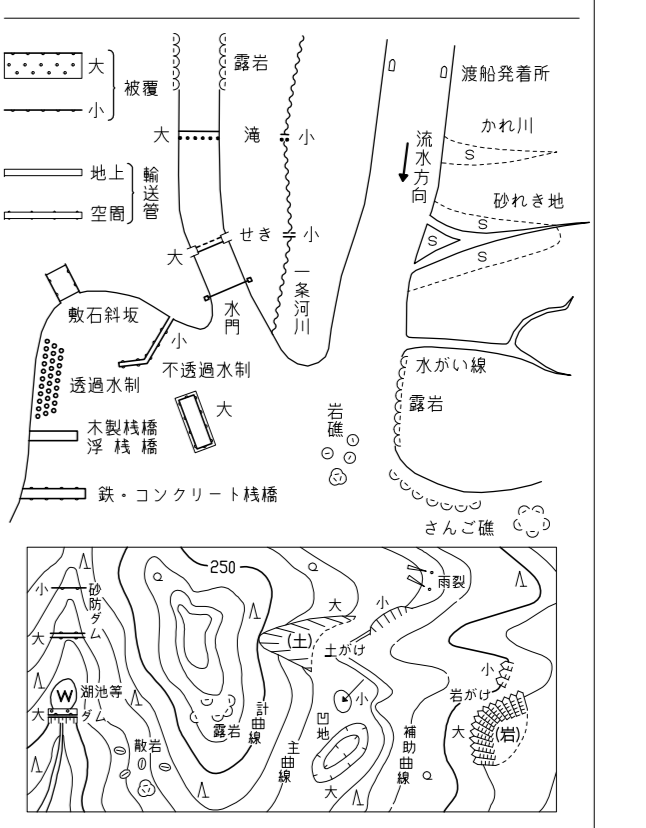 大
小
被覆
地上
空間
輸送管
露岩
大 滝 小
せき 小
大
水門
一条河川
渡船発着所
かれ川
S
流水方向
砂れき地
S
S
S
水がい線
露岩
敷石斜坂
小
不透過水制
透過水制
大
木製桟橋
浮桟橋
鉄・コンクリート桟橋
岩礁
さんご礁
小
砂防ダム
大
W
湖池等
大 ダム
散岩
250
露岩
計曲線
主曲線
大
(土)
土がけ
小
小
凹地
大
補助曲線
雨裂
小
岩がけ
大
(岩)